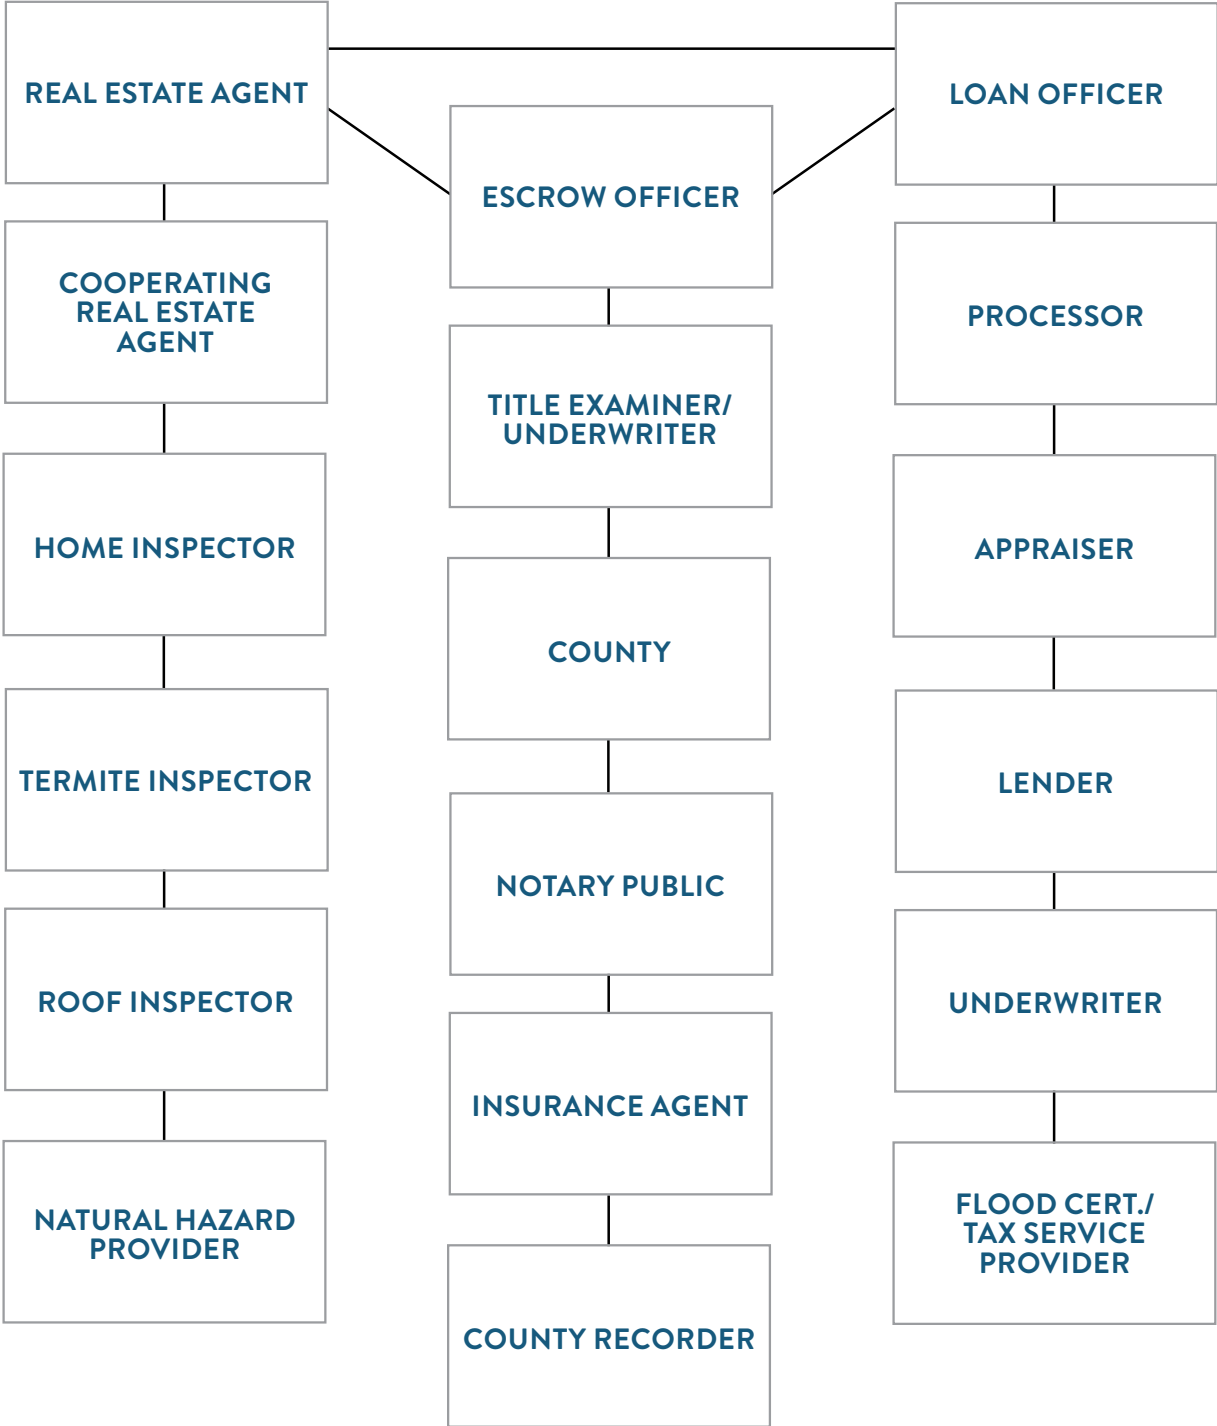 REAL ESTATE AGENT
LOAN OFFICER
ESCROW OFFICER
COOPERATING
REAL ESTATE
AGENT
PROCESSOR
TITLE EXAMINER/
UNDERWRITER
HOME INSPECTOR
APPRAISER
COUNTY
TERMITE INSPECTOR
LENDER
NOTARY PUBLIC
ROOF INSPECTOR
UNDERWRITER
INSURANCE AGENT
NATURAL HAZARD
PROVIDER
FLOOD CERT./
TAX SERVICE
PROVIDER
COUNTY RECORDER